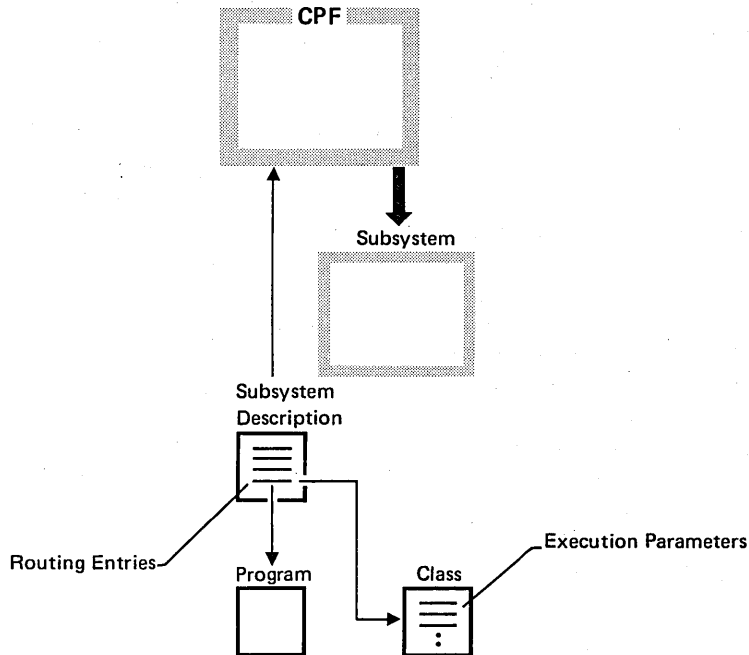 CPF
Subsystem
Subsystem
Description
Routing Entries
Execution Parameters
Program
Class